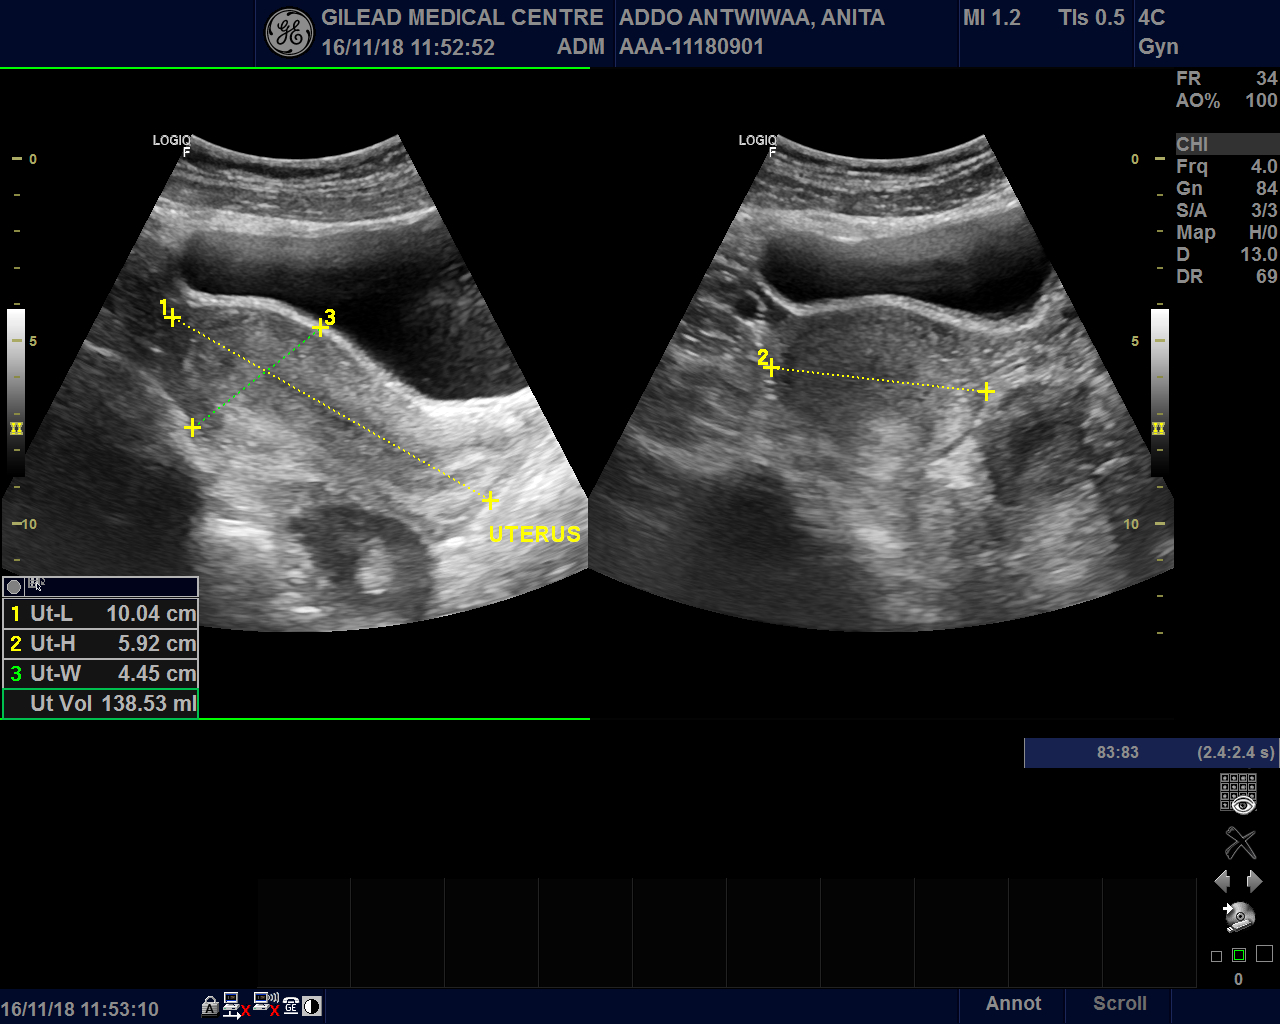 GILEAD MEDICAL CENTRE
16/11/18 11:52:52 ADM
ADDO ANTWIWAA, ANITA
AAA-11180901
MI 1.2 TIs 0.5
4C
Gyn
FR 34
AO% 100
CHI
Frq 4.0
Gn 84
S/A 3/3
Map H/0
D 13.0
DR 69
LOGIQ
F
LOGIQ
F
0
5
10
0
5
10
1
3
2
UTERUS
1 Ut-L 10.04 cm
2 Ut-H 5.92 cm
3 Ut-W 4.45 cm
Ut Vol 138.53 ml
83:83 (2.4:2.4 s)
0
16/11/18 11:53:10
Annot
Scroll